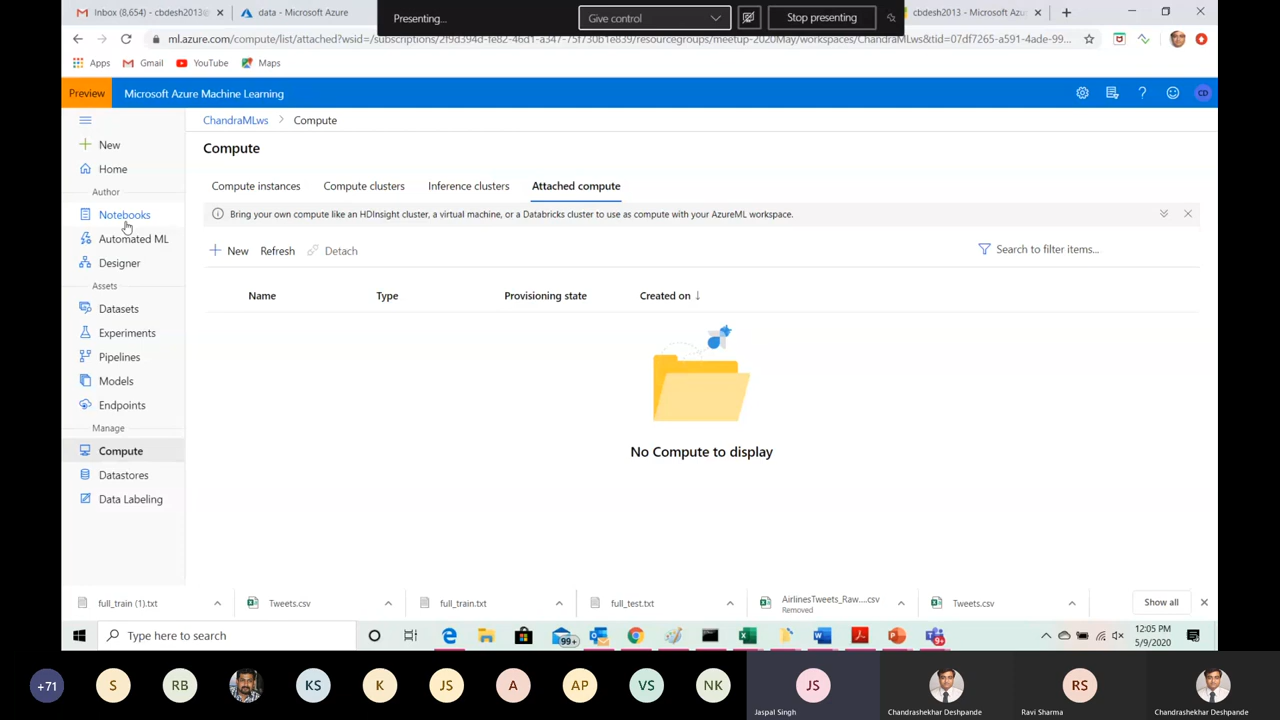 Inbox (8,654) - cbdesh2013@
data - Microsoft Azure
Presenting...
Give control
Stop presenting
cbdesh2013 - Microsoft Az
ml.azure.com/compute/list/attached?wsid=/subscriptions/2f9d394d-fe82-46d1-a347-75f730b1e839/resourcegroups/meetup-2020May/workspaces/ChandraMLws&tid=07df7265-a591-4ade-99...
Apps
Gmail
YouTube
Maps
Preview
Microsoft Azure Machine Learning
CD
ChandraMLws > Compute
New
Home
Author
Notebooks
Automated ML
Designer
Assets
Datasets
Experiments
Pipelines
Models
Endpoints
Manage
Compute
Datastores
Data Labeling
Compute
Compute instances
Compute clusters
Inference clusters
Attached compute
Bring your own compute like an HDInsight cluster, a virtual machine, or a Databricks cluster to use as compute with your AzureML workspace.
New
Refresh
Detach
Search to filter items...
Name
Type
Provisioning state
Created on ↓
No Compute to display
full_train (1).txt
Tweets.csv
full_train.txt
full_test.txt
AirlinesTweets_Raw....csv
Removed
Tweets.csv
Show all
Type here to search
99+
9+
12:05 PM
5/9/2020
+71
S
RB
KS
K
JS
A
AP
VS
NK
JS
RS
Jaspal Singh
Chandrashekhar Deshpande
Ravi Sharma
Chandrashekhar Deshpande